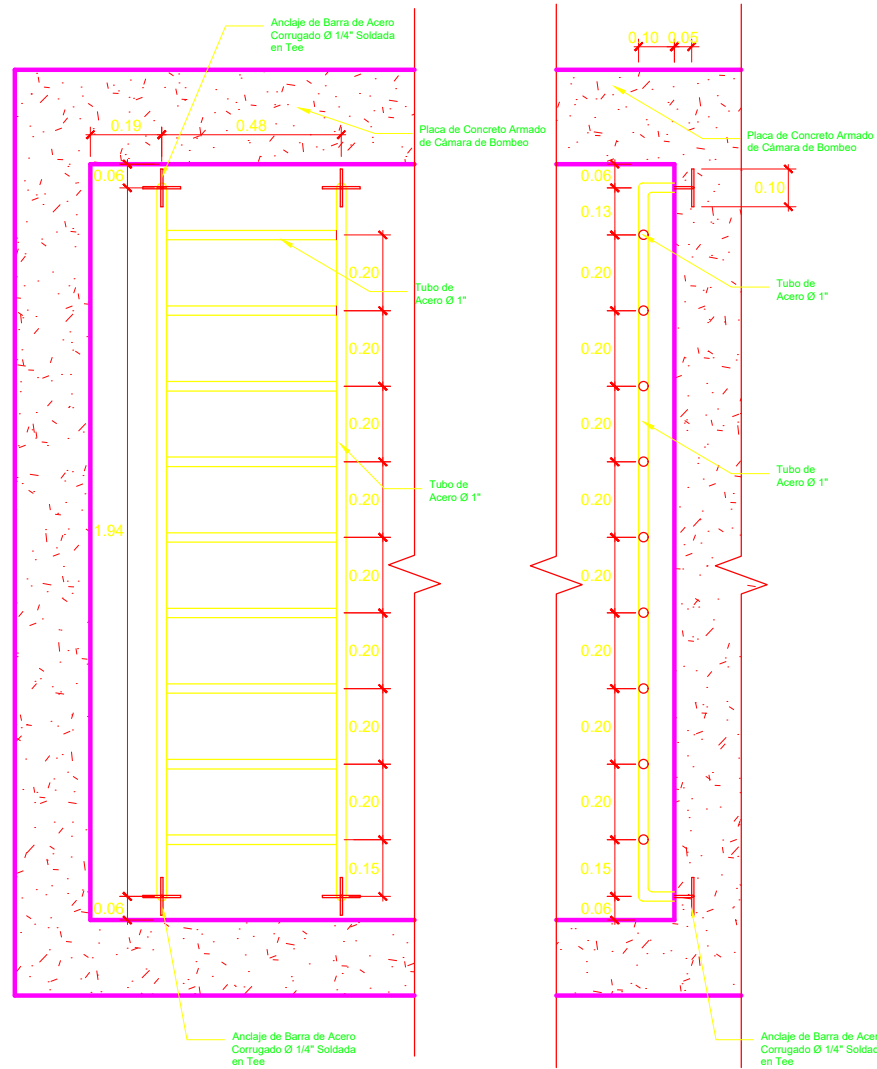 Anclaje de Barra de Acero
Corrugado Ø 1/4" Soldada
en Tee
0.10
0.05
0.19
0.48
Placa de Concreto Armado
de Cámara de Bombeo
Placa de Concreto Armado
de Cámara de Bombeo
0.06
0.06
0.10
0.13
0.20
0.20
Tubo de
Acero Ø 1"
Tubo de
Acero Ø 1"
0.20
0.20
0.20
0.20
Tubo de
Acero Ø 1"
Tubo de
Acero Ø 1"
0.20
0.20
1.94
0.20
0.20
0.20
0.20
0.20
0.20
0.20
0.20
0.15
0.15
0.06
0.06
Anclaje de Barra de Acero
Corrugado Ø 1/4" Soldada
en Tee
Anclaje de Barra de Acer
Corrugado Ø 1/4" Soldad
en Tee